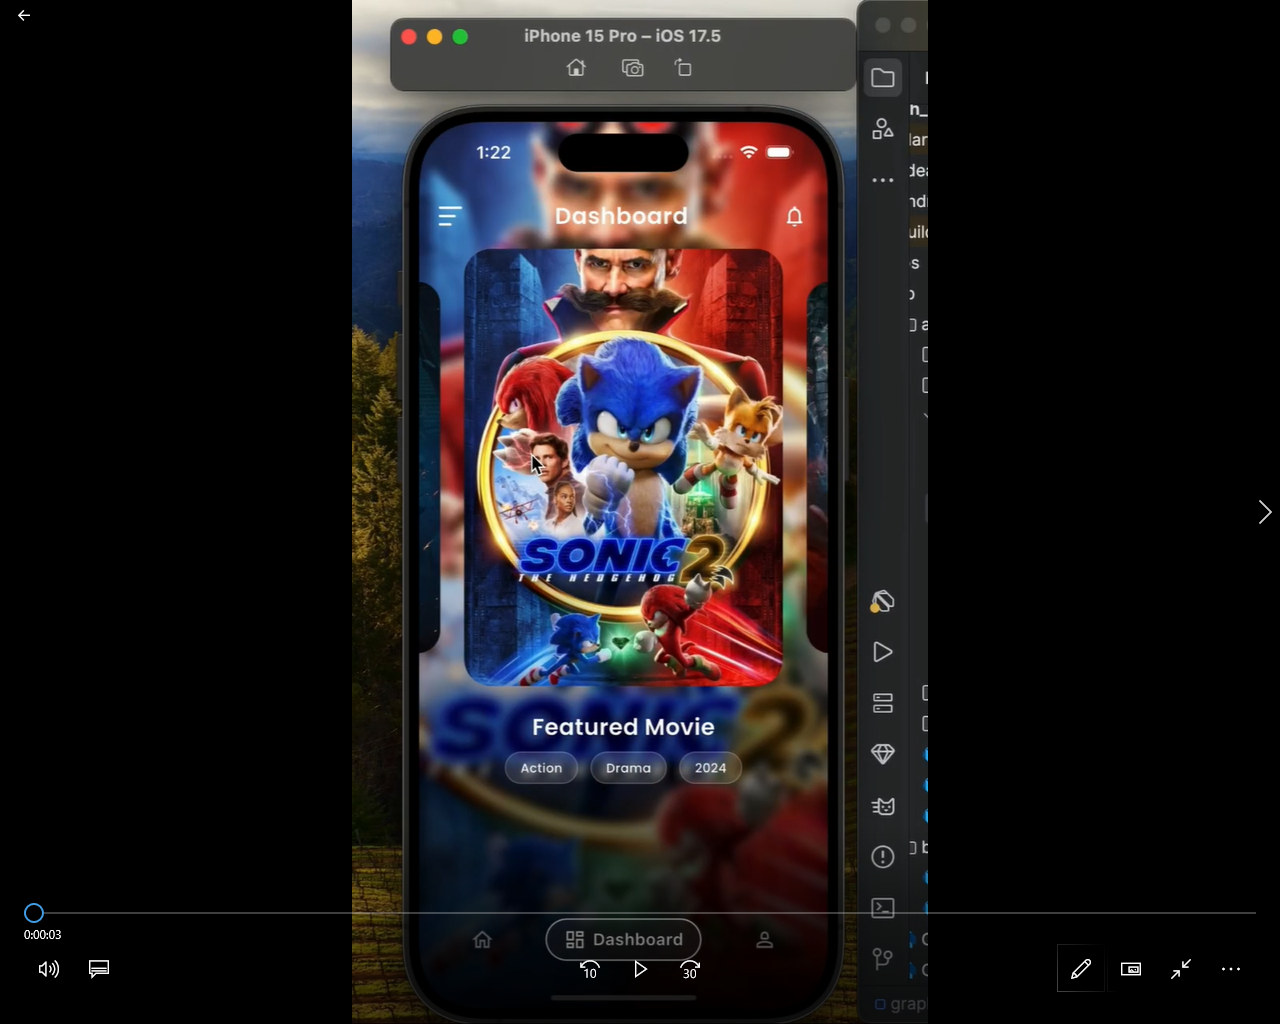 iPhone 15 Pro – iOS 17.5
1:22
Dashboard
SONIC 2
THE HEDGEHOG
Featured Movie
Action Drama 2024
Dashboard
0:00:03
10
30